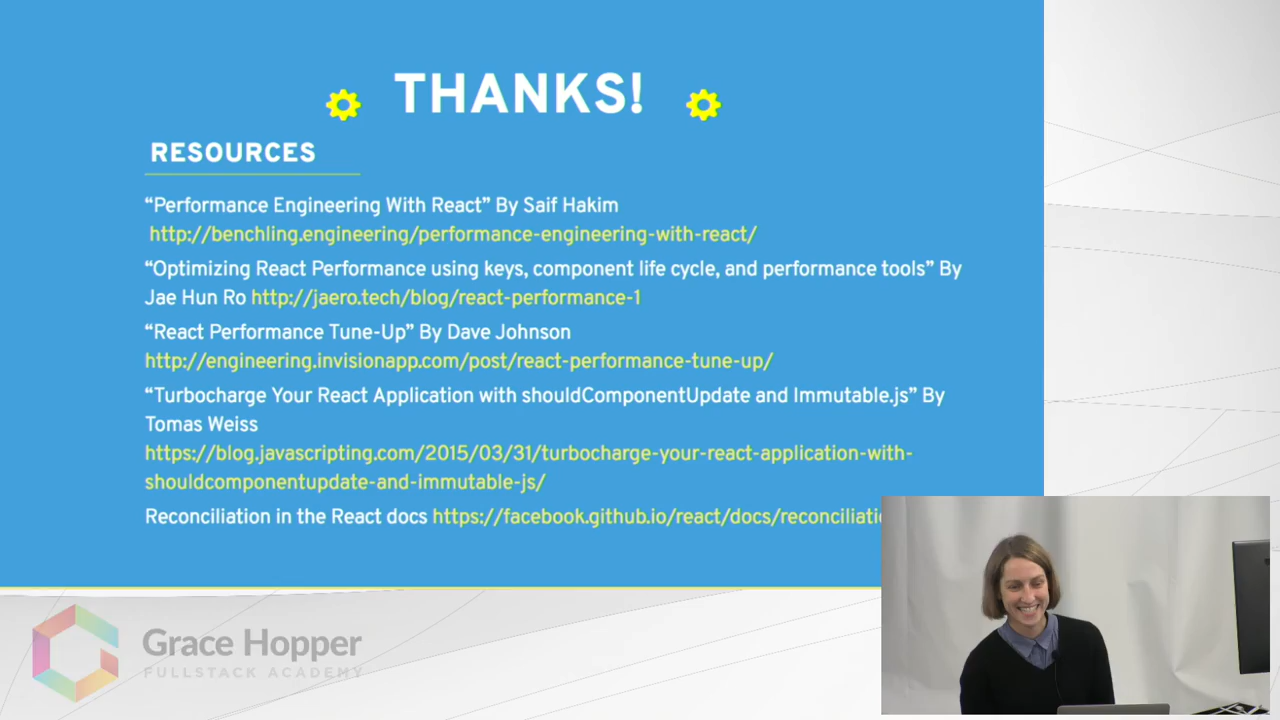 THANKS!
RESOURCES
“Performance Engineering With React” By Saif Hakim
http://benchling.engineering/performance-engineering-with-react/
“Optimizing React Performance using keys, component life cycle, and performance tools” By
Jae Hun Ro http://jaero.tech/blog/react-performance-1
“React Performance Tune-Up” By Dave Johnson
http://engineering.invisionapp.com/post/react-performance-tune-up/
“Turbocharge Your React Application with shouldComponentUpdate and Immutable.js” By
Tomas Weiss
https://blog.javascripting.com/2015/03/31/turbocharge-your-react-application-with-
shouldcomponentupdate-and-immutable-js/
Reconciliation in the React docs https://facebook.github.io/react/docs/reconciliati
Grace Hopper
FULLSTACK ACADEMY